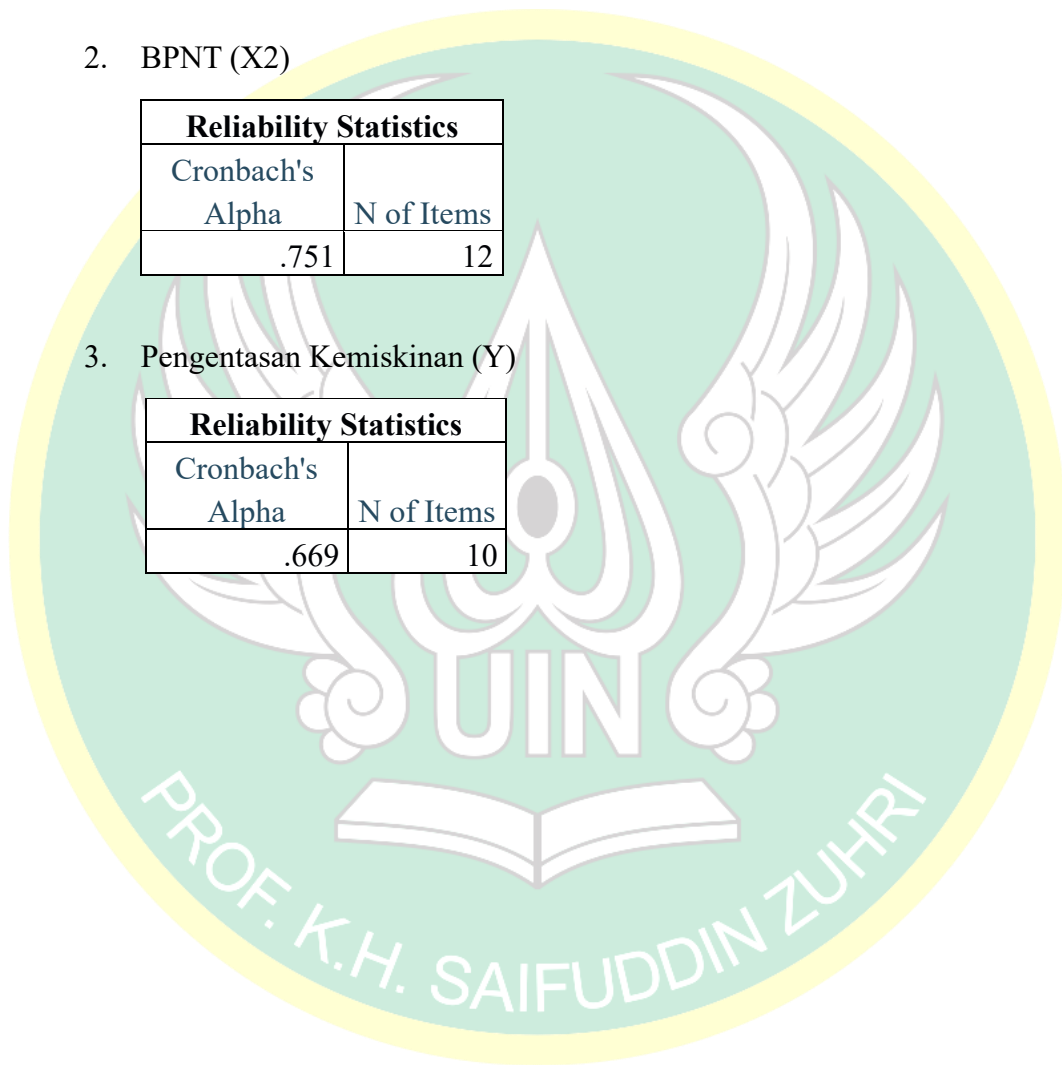 2. BPNT (X2)
Reliability Statistics
Cronbach's
Alpha N of Items
.751 12
3. Pengentasan Kemiskinan (Y)
Reliability Statistics
Cronbach's
Alpha N of Items
.669 10
UIN
PROF. K.H. SAIFUDDIN ZUHRI